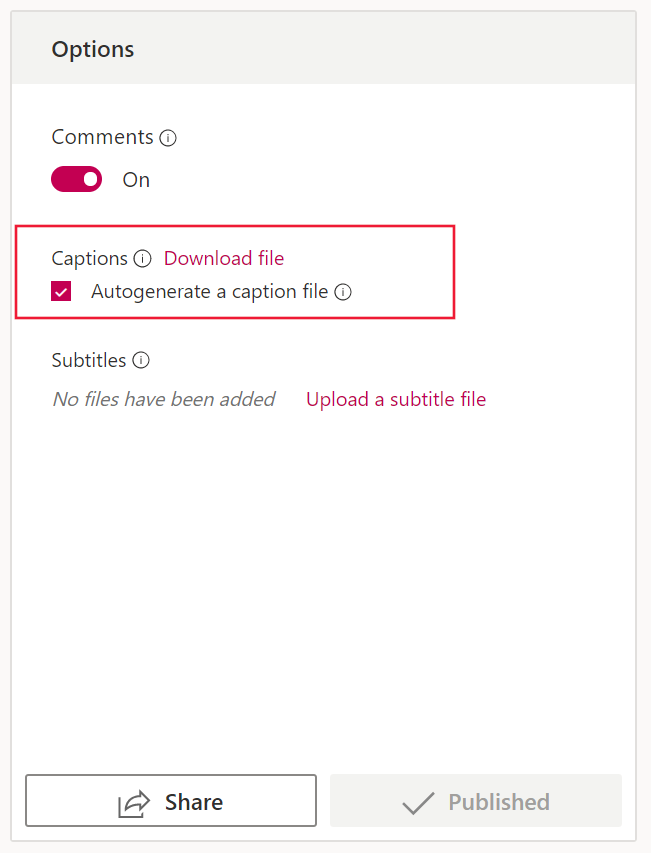 Options
Comments
On
Captions Download file
Autogenerate a caption file
Subtitles
No files have been added Upload a subtitle file
Share Published